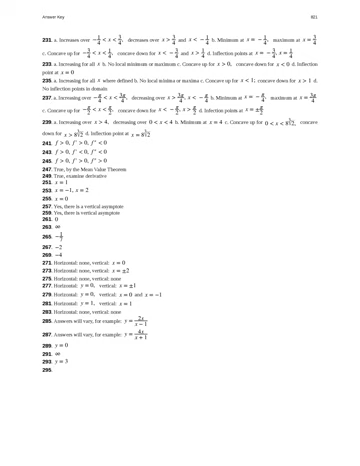 Answer Key 801
231. a. Increases over −1/4 < x < 3/4, decreases over x > 3/4 and x < −1/4 b. Minimum at x = −1/4, maximum at x = 3/4
c. Concave up for −3/4 < x < 1/4, concave down for x < −3/4 and x > 1/4 d. Inflection points at x = −3/4, x = 1/4
233. a. Increasing for all x b. No local minimum or maximum c. Concave up for x > 0, concave down for x < 0 d. Inflection
point at x = 0
235. a. Increasing for all x where defined b. No local minima or maxima c. Concave up for x < 1; concave down for x > 1 d.
No inflection points in domain
237. a. Increasing over −π/4 < x < 3π/4, decreasing over x > 3π/4, x < −π/4 b. Minimum at x = −π/4, maximum at x = 3π/4
c. Concave up for −π/2 < x < π/2, concave down for x < −π/2, x > π/2 d. Infection points at x = ±π/2
239. a. Increasing over x > 4, decreasing over 0 < x < 4 b. Minimum at x = 4 c. Concave up for 0 < x < 8∛2, concave
down for x > 8∛2 d. Inflection point at x = 8∛2
241. f > 0, f′ > 0, f″ < 0
243. f > 0, f′ < 0, f″ < 0
245. f > 0, f′ > 0, f″ > 0
247. True, by the Mean Value Theorem
249. True, examine derivative
251. x = 1
253. x = −1, x = 2
255. x = 0
257. Yes, there is a vertical asymptote
259. Yes, there is vertical asymptote
261. 0
263. ∞
265. −1/7
267. −2
269. −4
271. Horizontal: none, vertical: x = 0
273. Horizontal: none, vertical: x = ±2
275. Horizontal: none, vertical: none
277. Horizontal: y = 0, vertical: x = ±1
279. Horizontal: y = 0, vertical: x = 0 and x = −1
281. Horizontal: y = 1, vertical: x = 1
283. Horizontal: none, vertical: none
285. Answers will vary, for example: y = 2x/(x − 1)
287. Answers will vary, for example: y = 4x/(x + 1)
289. y = 0
291. ∞
293. y = 3
295.